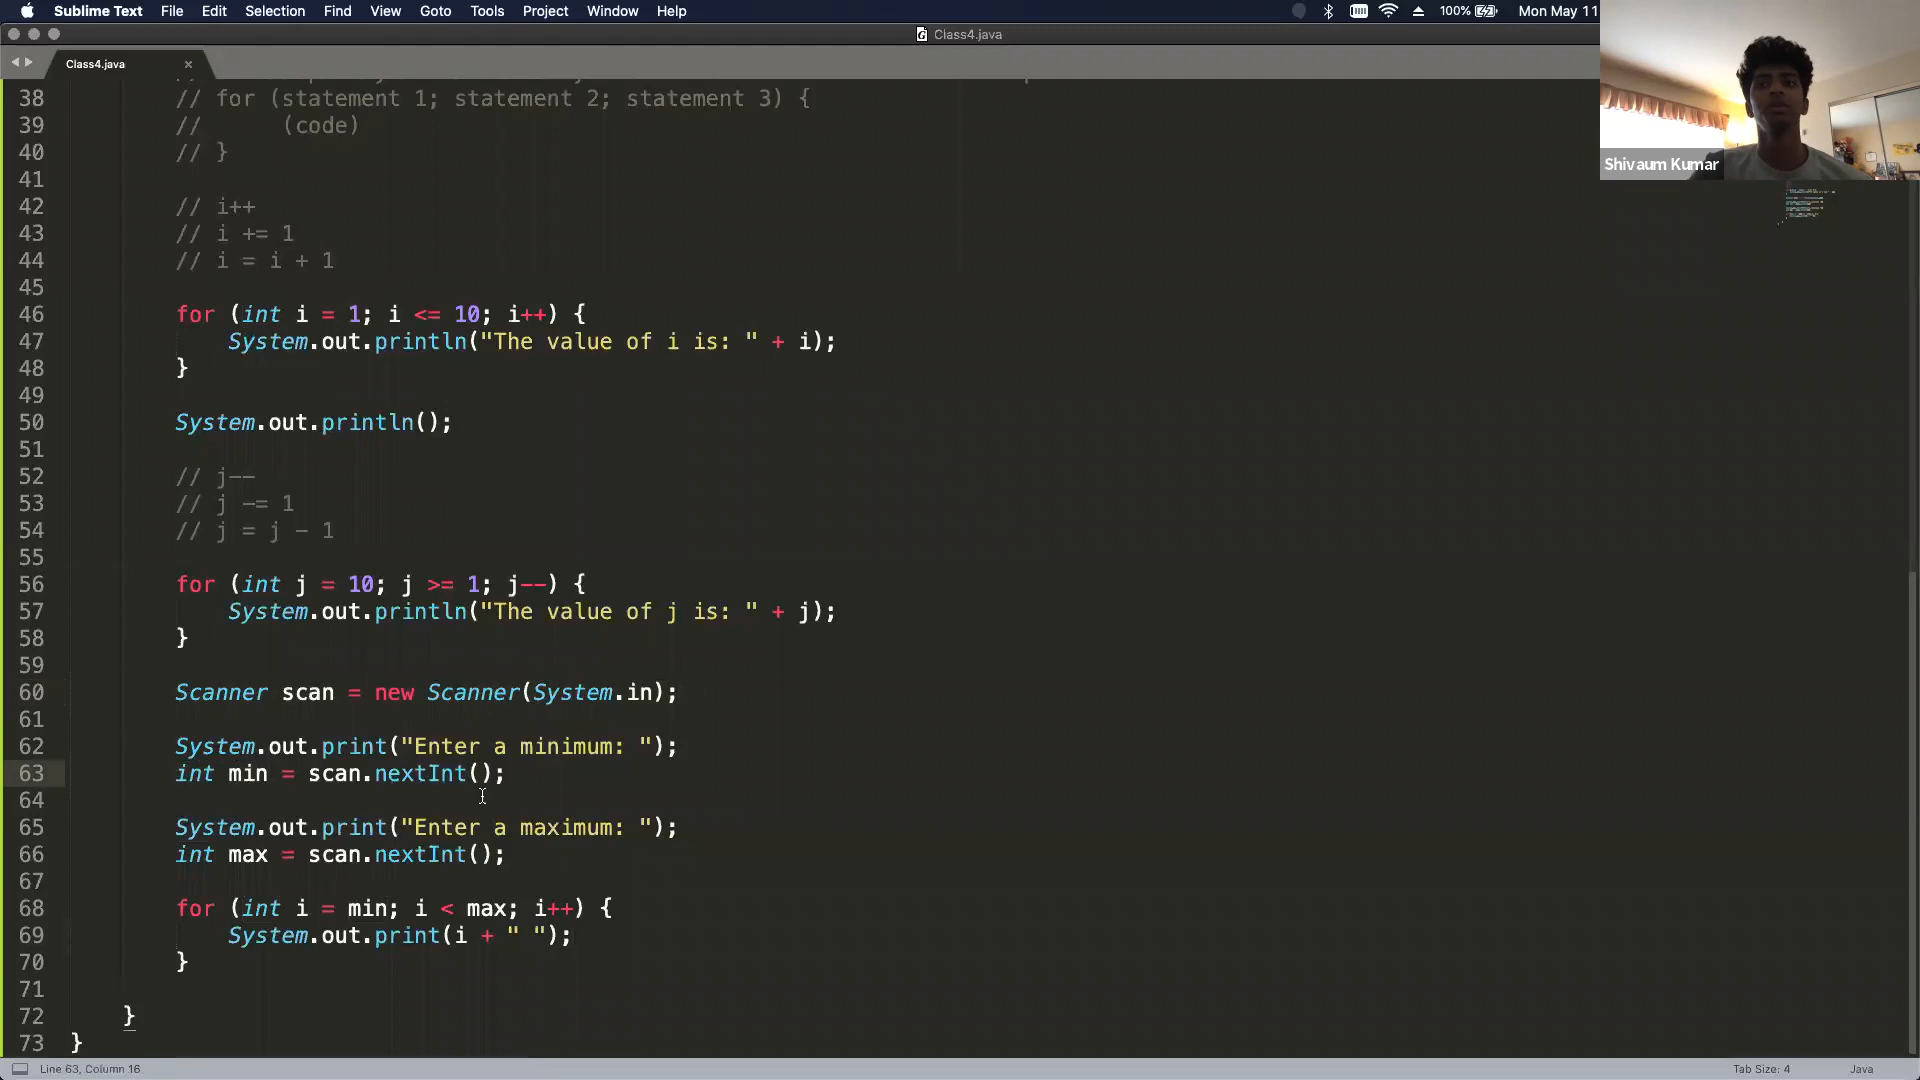 Sublime Text File Edit Selection Find View Goto Tools Project Window Help 100% Mon May 11
Class4.java
Class4.java
38 // for (statement 1; statement 2; statement 3) {
39 // (code)
40 // }
41
42 // i++
43 // i += 1
44 // i = i + 1
45
46 for (int i = 1; i <= 10; i++) {
47 System.out.println("The value of i is: " + i);
48 }
49
50 System.out.println();
51
52 // j--
53 // j -= 1
54 // j = j - 1
55
56 for (int j = 10; j >= 1; j--) {
57 System.out.println("The value of j is: " + j);
58 }
59
60 Scanner scan = new Scanner(System.in);
61
62 System.out.print("Enter a minimum: ");
63 int min = scan.nextInt();
64
65 System.out.print("Enter a maximum: ");
66 int max = scan.nextInt();
67
68 for (int i = min; i < max; i++) {
69 System.out.print(i + " ");
70 }
71
72 }
73 }
Shivaum Kumar
Line 63, Column 16 Tab Size: 4 Java